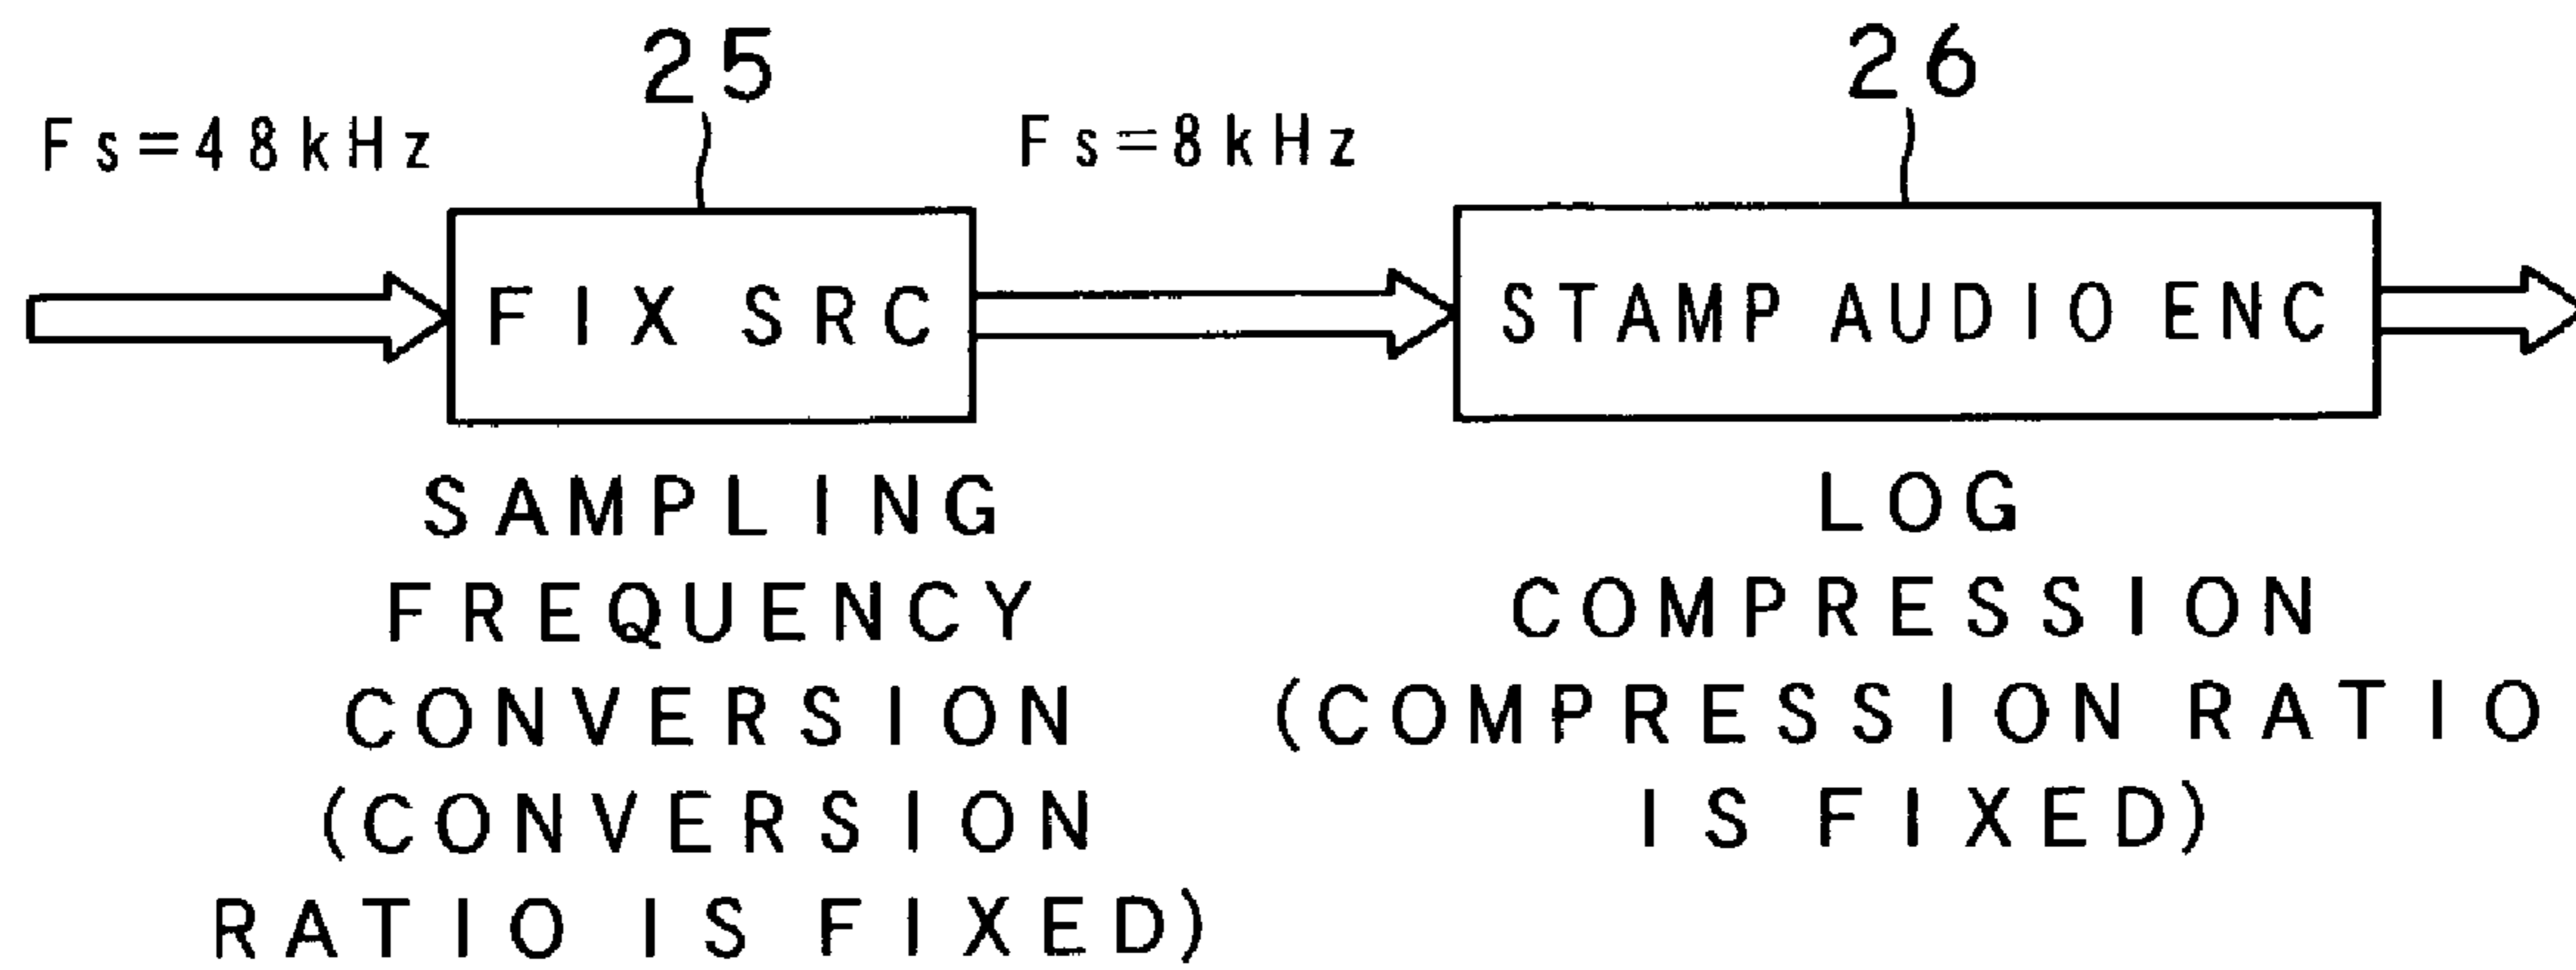 25
26
Fs=48kHz
Fs=8kHz
FIX SRC
STAMP AUDIO ENC
SAMPLING
FREQUENCY
CONVERSION
(CONVERSION
RATIO IS FIXED)
LOG
COMPRESSION
(COMPRESSION RATIO
IS FIXED)